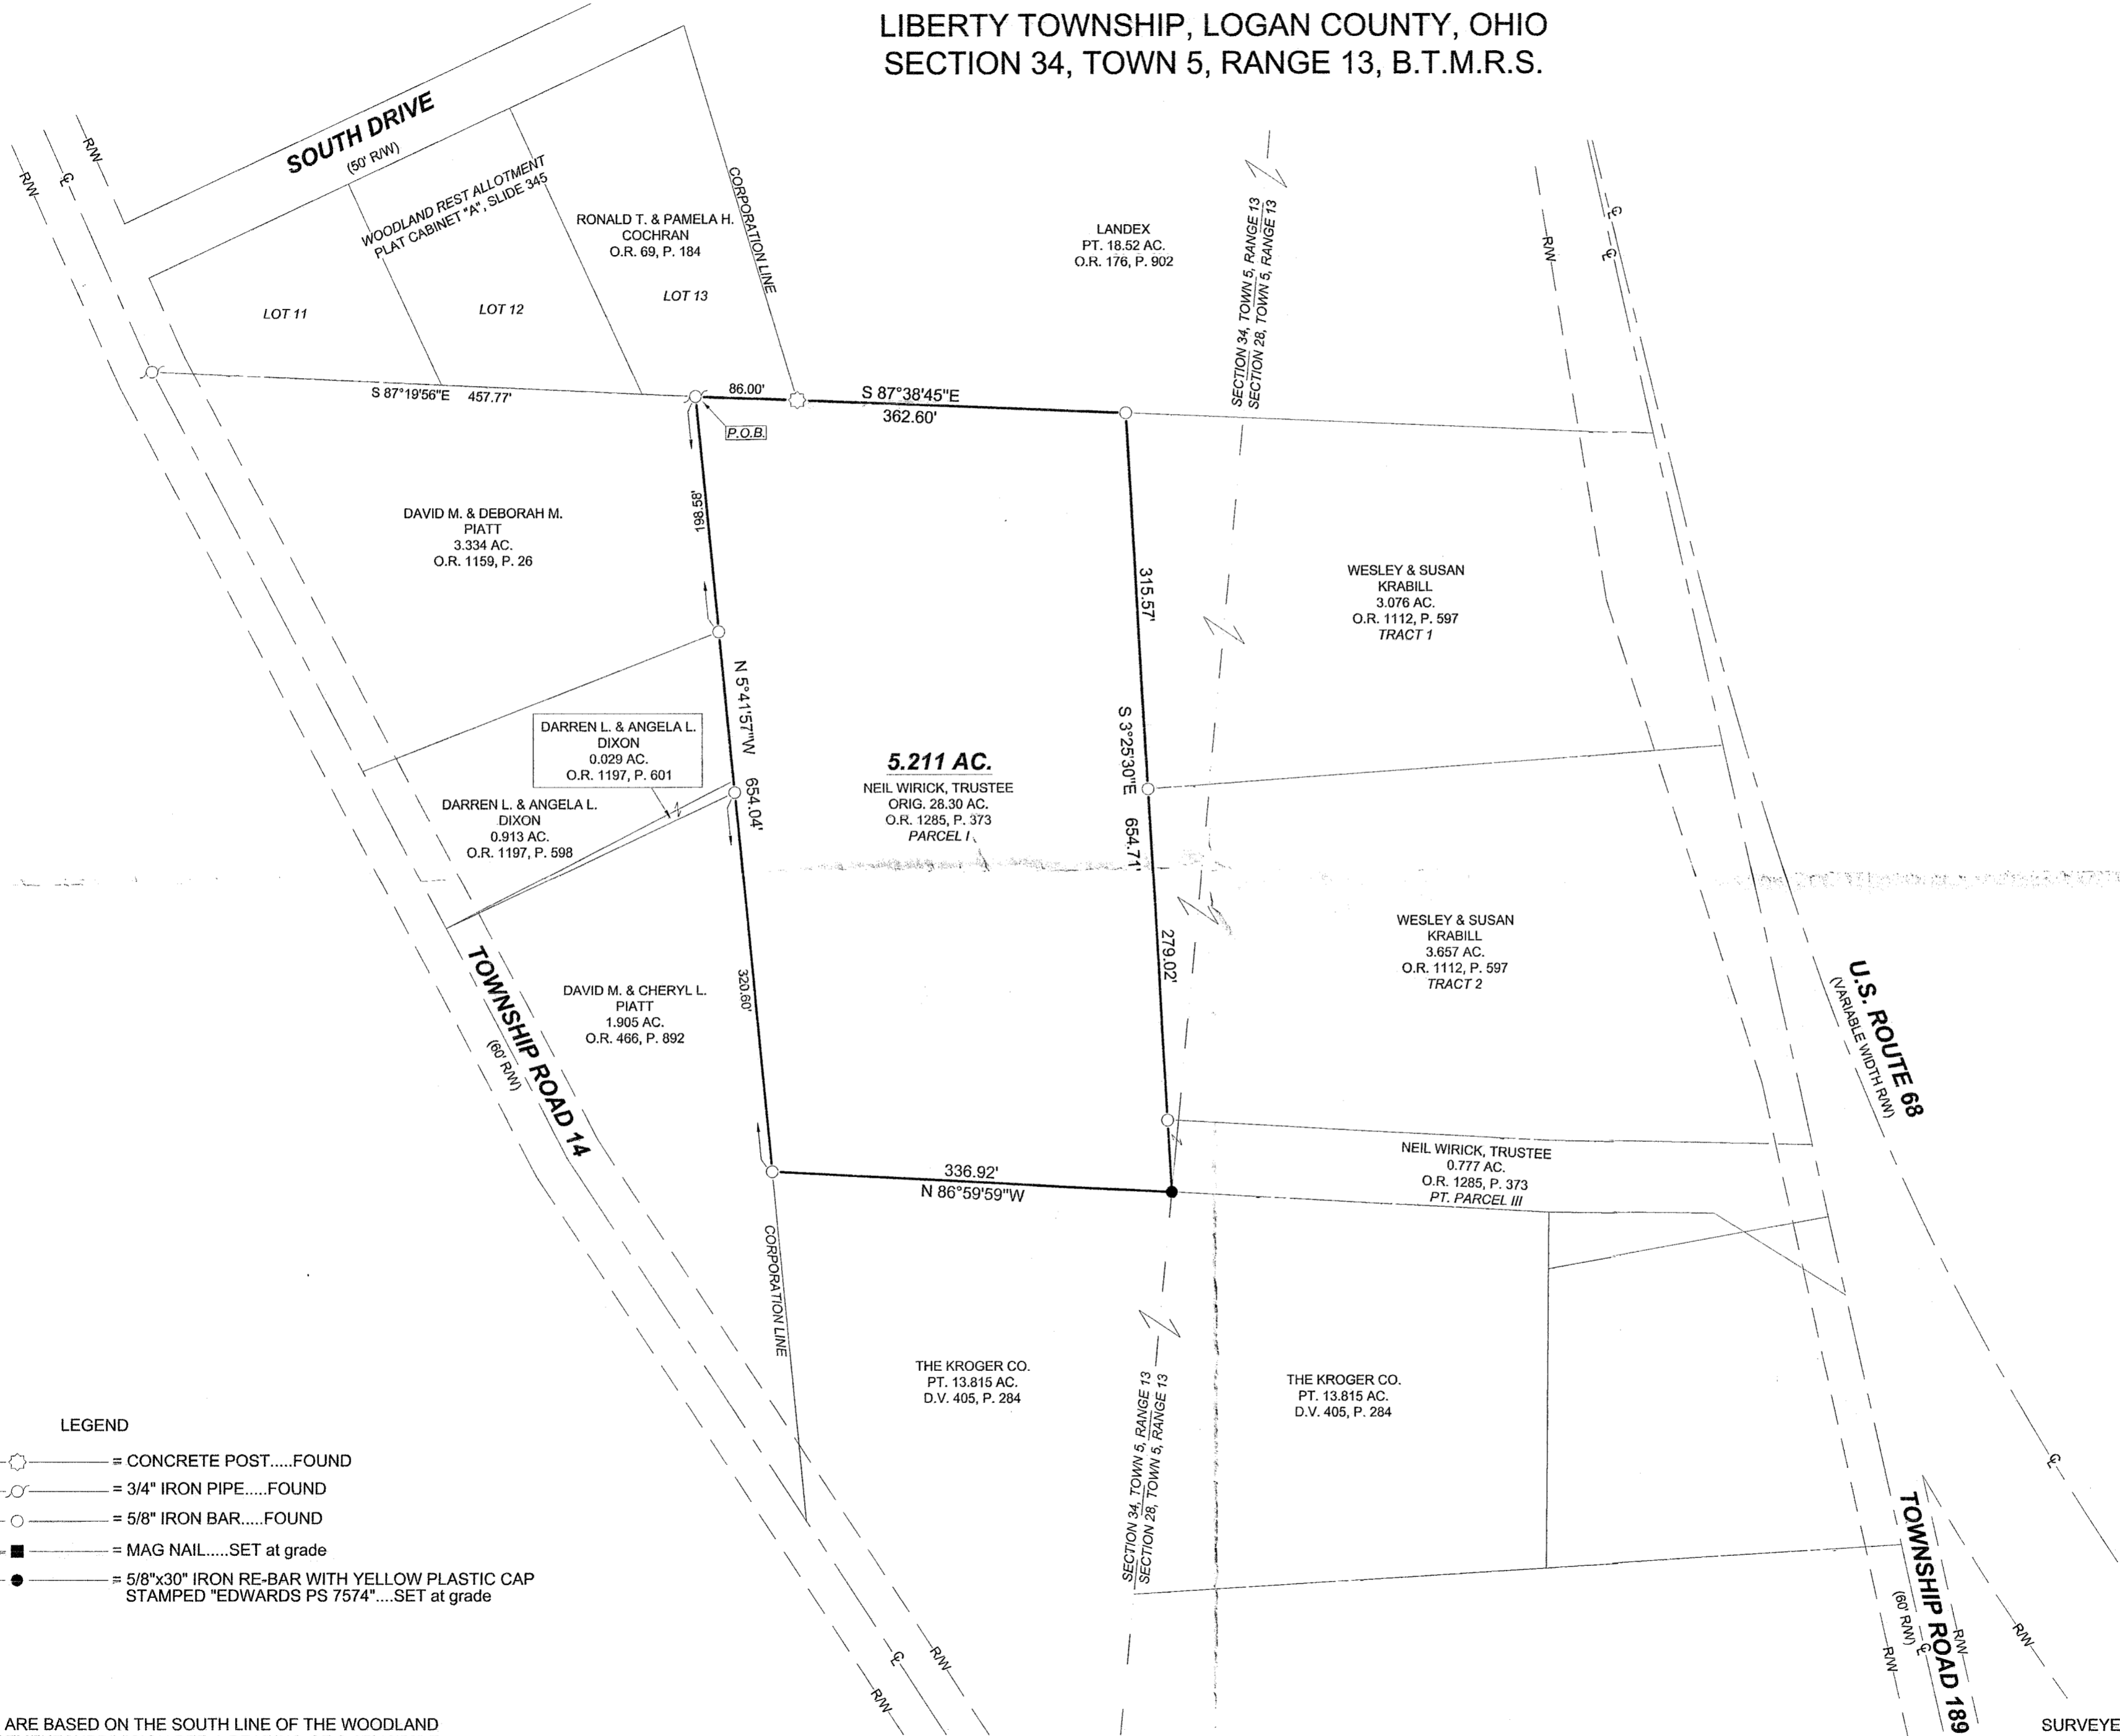 LIBERTY TOWNSHIP, LOGAN COUNTY, OHIO
SECTION 34, TOWN 5, RANGE 13, B.T.M.R.S.
R/W
℄
R/W
SOUTH DRIVE
(50' R/W)
WOODLAND REST ALLOTMENT
PLAT CABINET "A", SLIDE 345
LOT 11
LOT 12
RONALD T. & PAMELA H.
COCHRAN
O.R. 69, P. 184
LOT 13
CORPORATION LINE
LANDEX
PT. 18.52 AC.
O.R. 176, P. 902
SECTION 34, TOWN 5, RANGE 13
SECTION 28, TOWN 5, RANGE 13
R/W
℄
℄
S 87°19'56"E 457.77'
86.00'
S 87°38'45"E
362.60'
P.O.B.
DAVID M. & DEBORAH M.
PIATT
3.334 AC.
O.R. 1159, P. 26
198.58'
315.57'
WESLEY & SUSAN
KRABILL
3.076 AC.
O.R. 1112, P. 597
TRACT 1
N 5°41'57"W 654.04'
S 3°25'30"E 654.71'
DARREN L. & ANGELA L.
DIXON
0.029 AC.
O.R. 1197, P. 601
DARREN L. & ANGELA L.
DIXON
0.913 AC.
O.R. 1197, P. 598
5.211 AC.
NEIL WIRICK, TRUSTEE
ORIG. 28.30 AC.
O.R. 1285, P. 373
PARCEL I
WESLEY & SUSAN
KRABILL
3.657 AC.
O.R. 1112, P. 597
TRACT 2
279.02'
320.60'
DAVID M. & CHERYL L.
PIATT
1.905 AC.
O.R. 466, P. 892
TOWNSHIP ROAD 14
(60' R/W)
U.S. ROUTE 68
(VARIABLE WIDTH R/W)
336.92'
N 86°59'59"W
NEIL WIRICK, TRUSTEE
0.777 AC.
O.R. 1285, P. 373
PT. PARCEL III
CORPORATION LINE
THE KROGER CO.
PT. 13.815 AC.
D.V. 405, P. 284
SECTION 34, TOWN 5, RANGE 13
SECTION 28, TOWN 5, RANGE 13
THE KROGER CO.
PT. 13.815 AC.
D.V. 405, P. 284
℄
TOWNSHIP ROAD 189
(60' R/W)
R/W
℄
R/W
R/W
LEGEND
= CONCRETE POST.....FOUND
= 3/4" IRON PIPE.....FOUND
= 5/8" IRON BAR.....FOUND
= MAG NAIL.....SET at grade
= 5/8"x30" IRON RE-BAR WITH YELLOW PLASTIC CAP
STAMPED "EDWARDS PS 7574"....SET at grade
R/W
℄
R/W
ARE BASED ON THE SOUTH LINE OF THE WOODLAND
SURVEYE